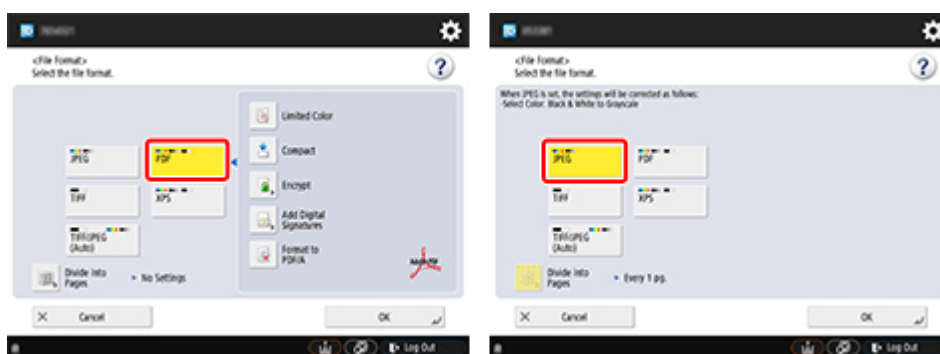 <File Format>
Select the file format.
JPEG
PDF
TIFF
XPS
TIFF/JPEG
(Auto)
Divide into
Pages
No Settings
Limited Color
Compact
Encrypt
Add Digital
Signatures
Format to
PDF/A
Adobe PDF
Cancel
OK
Log Out
<File Format>
Select the file format.
When JPEG is set, the settings will be corrected as follows:
-Select Color: Black & White to Grayscale
JPEG
PDF
TIFF
XPS
TIFF/JPEG
(Auto)
Divide into
Pages
Every 1 pg.
Cancel
OK
Log Out